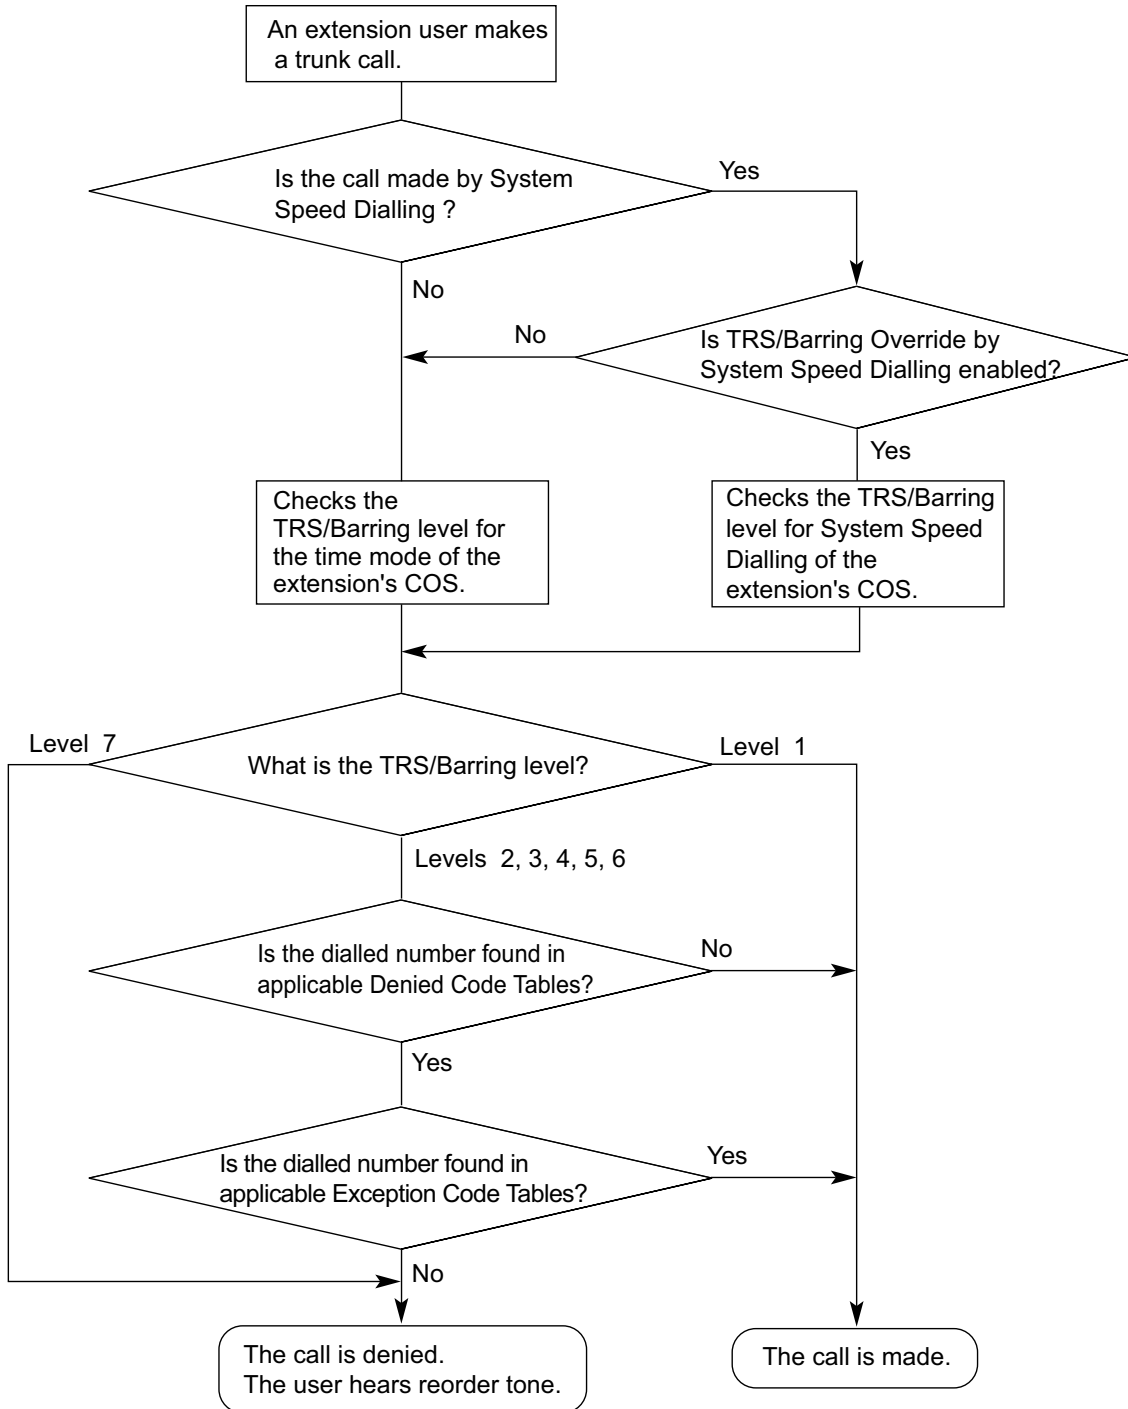 An extension user makes
a trunk call.
Is the call made by System
Speed Dialling ?
Yes
No
Is TRS/Barring Override by
System Speed Dialling enabled?
No
Yes
Checks the
TRS/Barring level for
the time mode of the
extension's COS.
Checks the TRS/Barring
level for System Speed
Dialling of the
extension's COS.
Level 7
What is the TRS/Barring level?
Level 1
Levels 2, 3, 4, 5, 6
Is the dialled number found in
applicable Denied Code Tables?
No
Yes
Is the dialled number found in
applicable Exception Code Tables?
Yes
No
The call is denied.
The user hears reorder tone.
The call is made.